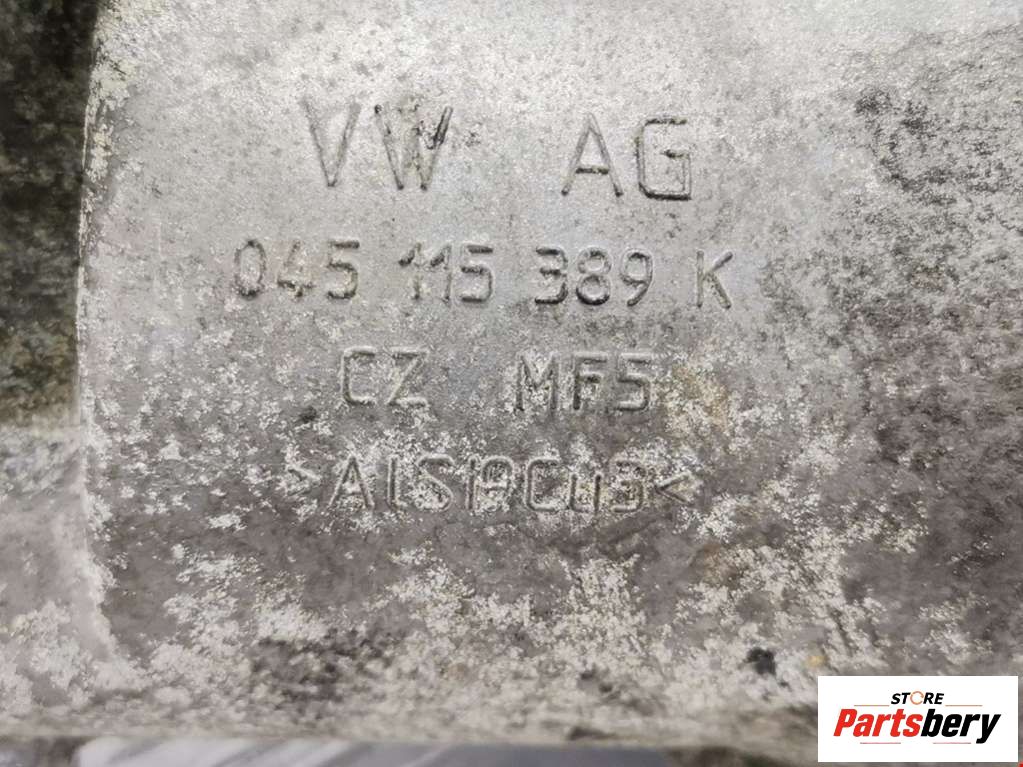 VW AG
045 115 389 K
CZ MF5
>AlSi9Cu3<
STORE
Partsbery